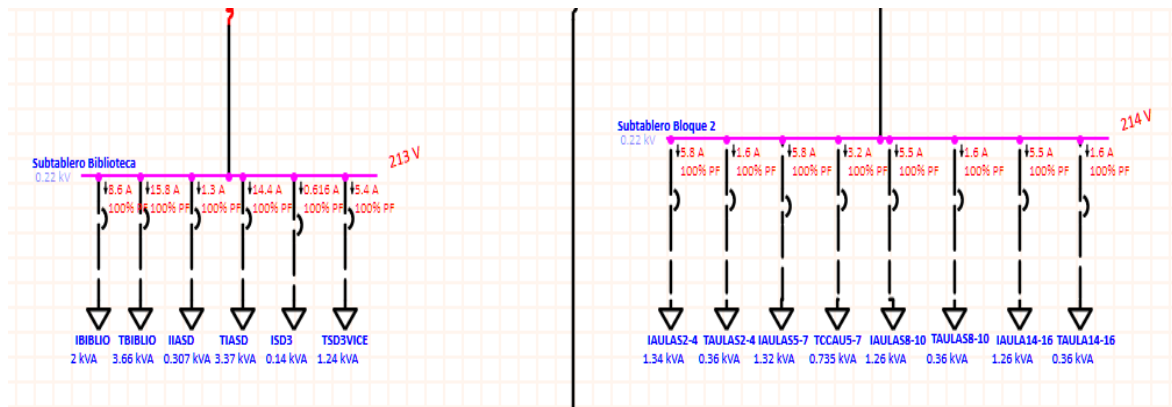 Subtablero Biblioteca
0.22 kV
213 V
8.6 A
100% PF
15.8 A
100% PF
1.3 A
100% PF
14.4 A
100% PF
0.616 A
100% PF
5.4 A
100% PF
IBIBLIO
2 kVA
TBIBLIO
3.66 kVA
IIASD
0.307 kVA
TIASD
3.37 kVA
ISD3
0.14 kVA
TSD3VICE
1.24 kVA
Subtablero Bloque 2
0.22 kV
214 V
5.8 A
100% PF
1.6 A
100% PF
5.8 A
100% PF
3.2 A
100% PF
5.5 A
100% PF
1.6 A
100% PF
5.5 A
100% PF
1.6 A
100% PF
IAULAS2-4
1.34 kVA
TAULAS2-4
0.36 kVA
IAULAS5-7
1.32 kVA
TCCAU5-7
0.735 kVA
IAULAS8-10
1.26 kVA
TAULAS8-10
0.36 kVA
IAULA14-16
1.26 kVA
TAULA14-16
0.36 kVA